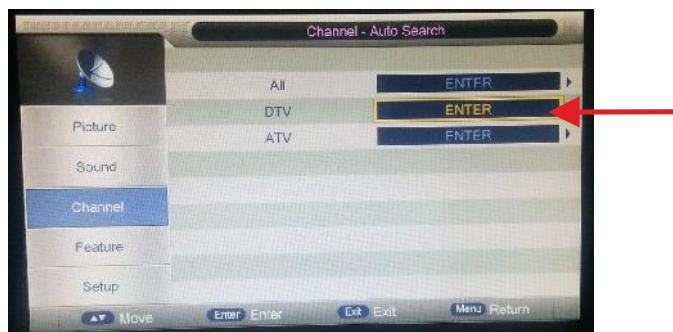 Channel - Auto Search
All ENTER
DTV ENTER
ATV ENTER
Picture
Sound
Channel
Feature
Setup
Move Enter Enter Exit Exit Menu Return